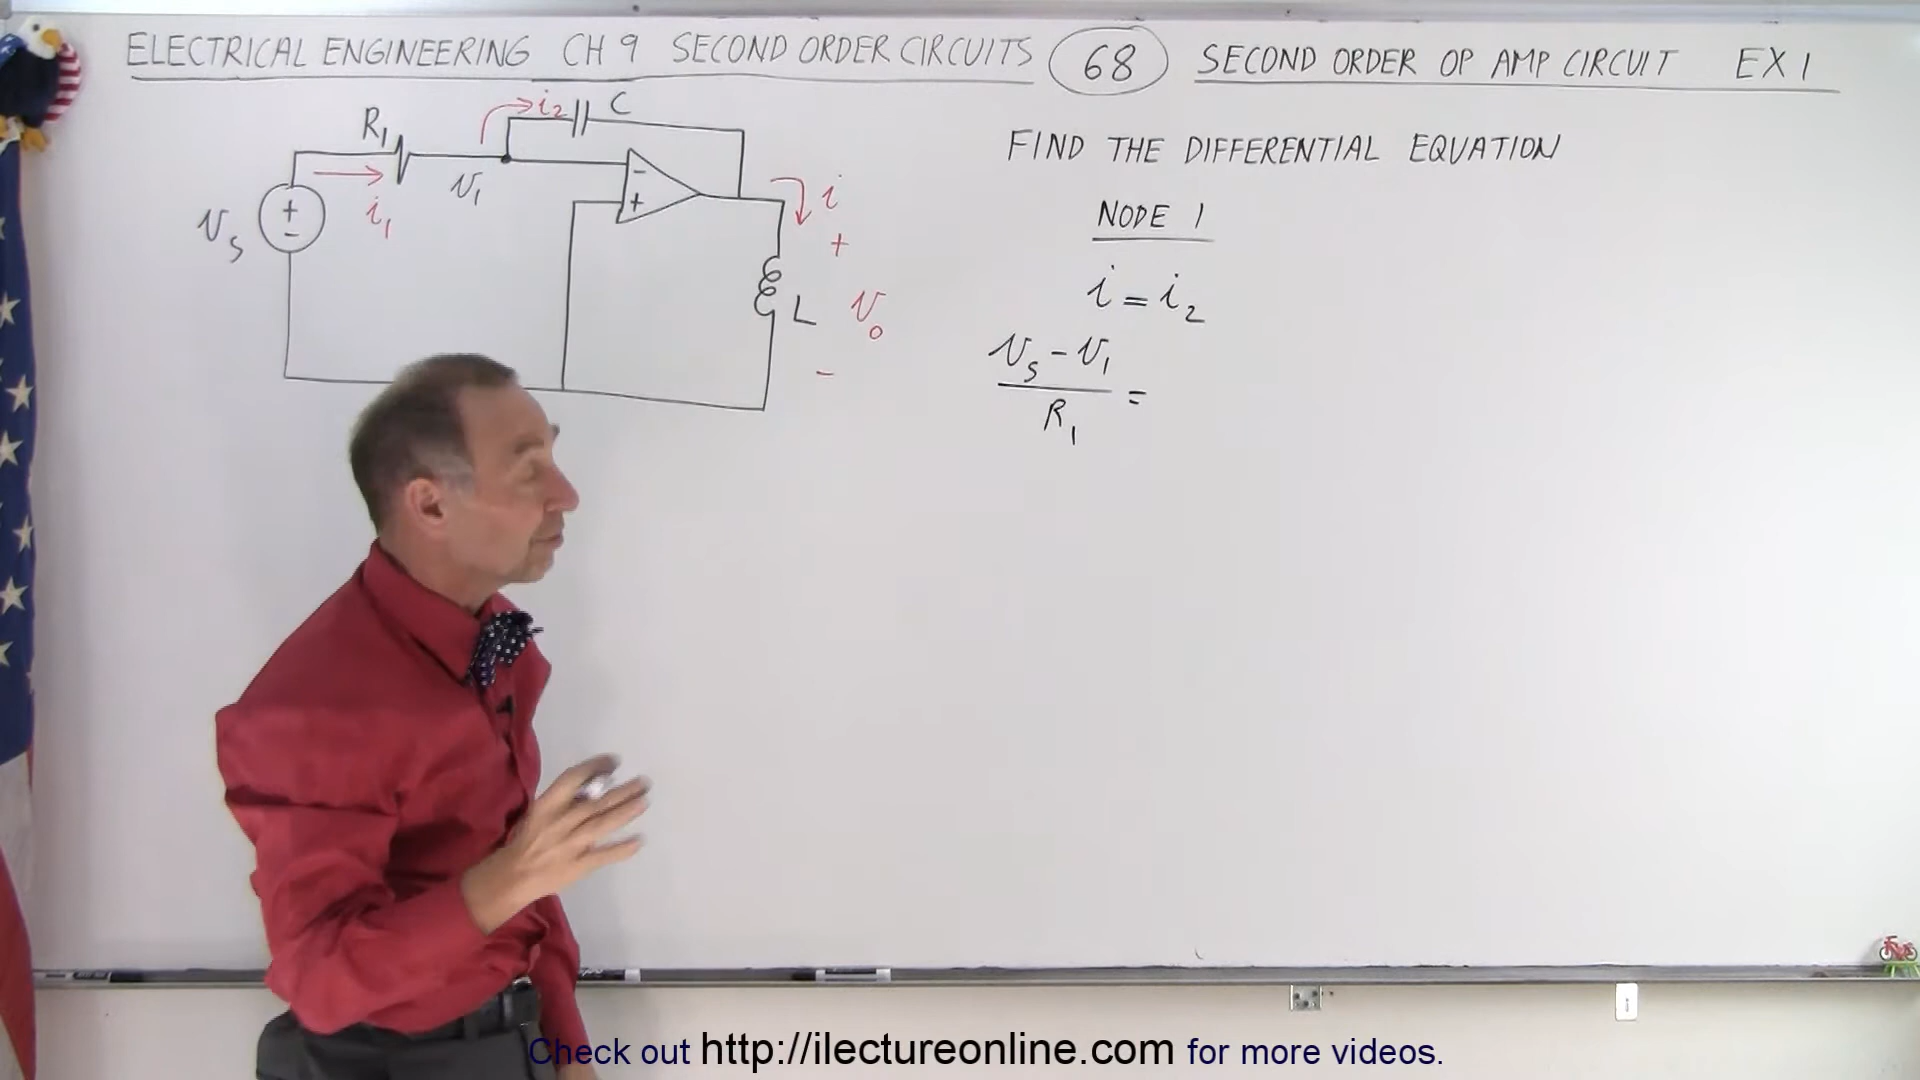 ELECTRICAL ENGINEERING CH 9 SECOND ORDER CIRCUITS 68 SECOND ORDER OP AMP CIRCUIT EX 1
R₁
i₂
C
FIND THE DIFFERENTIAL EQUATION
v₁
-
+
i
NODE 1
vₛ
+
-
i₁
+
i = i₂
L
v₀
-
vₛ - v₁
=
R₁
Check out http://ilectureonline.com for more videos.